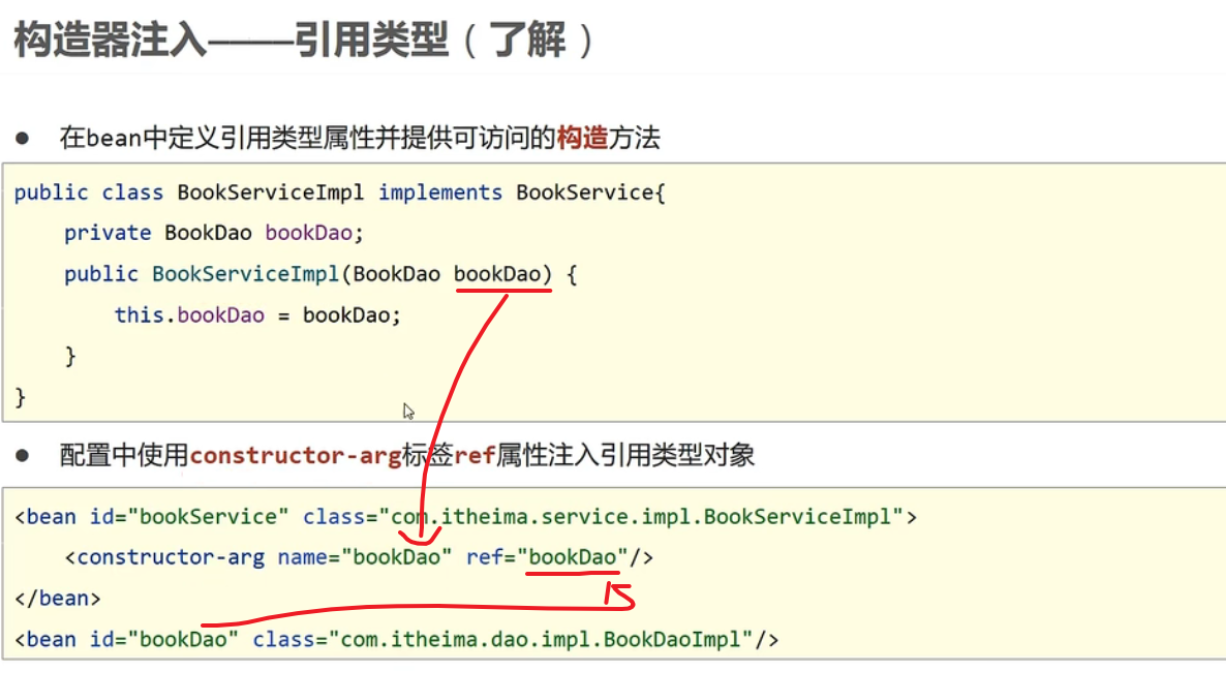 构造器注入——引用类型（了解）
● 在bean中定义引用类型属性并提供可访问的构造方法
public class BookServiceImpl implements BookService{
    private BookDao bookDao;
    public BookServiceImpl(BookDao bookDao) {
        this.bookDao = bookDao;
    }
}
● 配置中使用constructor-arg标签ref属性注入引用类型对象
<bean id="bookService" class="com.itheima.service.impl.BookServiceImpl">
    <constructor-arg name="bookDao" ref="bookDao"/>
</bean>
<bean id="bookDao" class="com.itheima.dao.impl.BookDaoImpl"/>